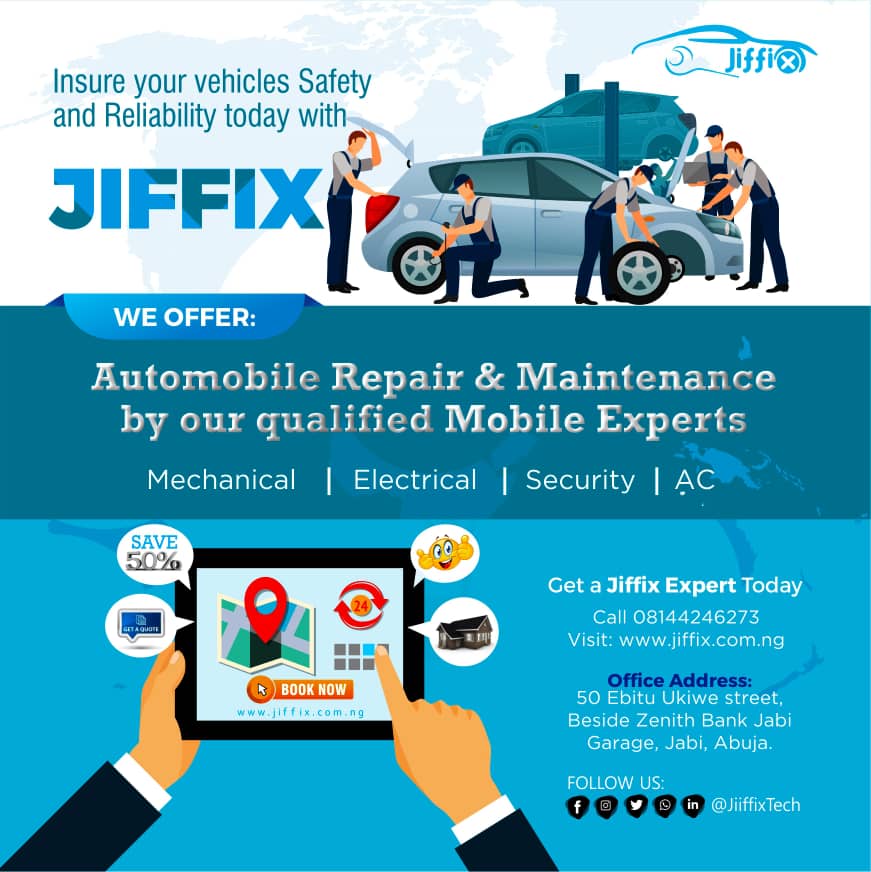 Jiffix
Insure your vehicles Safety
and Reliability today with
JIFFIX
WE OFFER:
Automobile Repair & Maintenance
by our qualified Mobile Experts
Mechanical | Electrical | Security | AC
SAVE
50%
GET A QUOTE
24
BOOK NOW
www.jiffix.com.ng
Get a Jiffix Expert Today
Call 08144246273
Visit: www.jiffix.com.ng
Office Address:
50 Ebitu Ukiwe street,
Beside Zenith Bank Jabi
Garage, Jabi, Abuja.
FOLLOW US:
@JiiffixTech